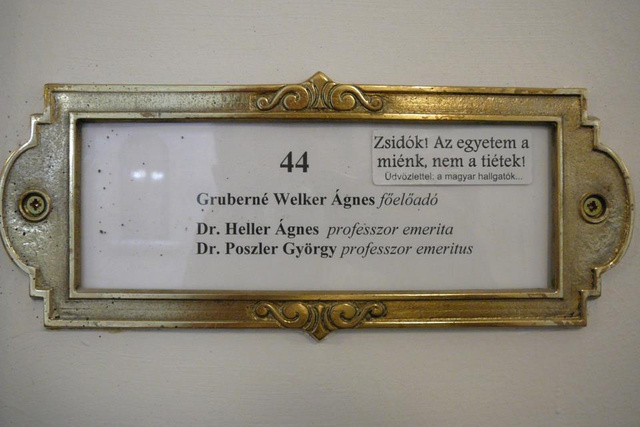 44
Zsidók! Az egyetem a
miénk, nem a tiétek!
Üdvözlettel: a magyar hallgatók...
Gruberné Welker Ágnes főelőadó
Dr. Heller Ágnes professzor emerita
Dr. Poszler György professzor emeritus